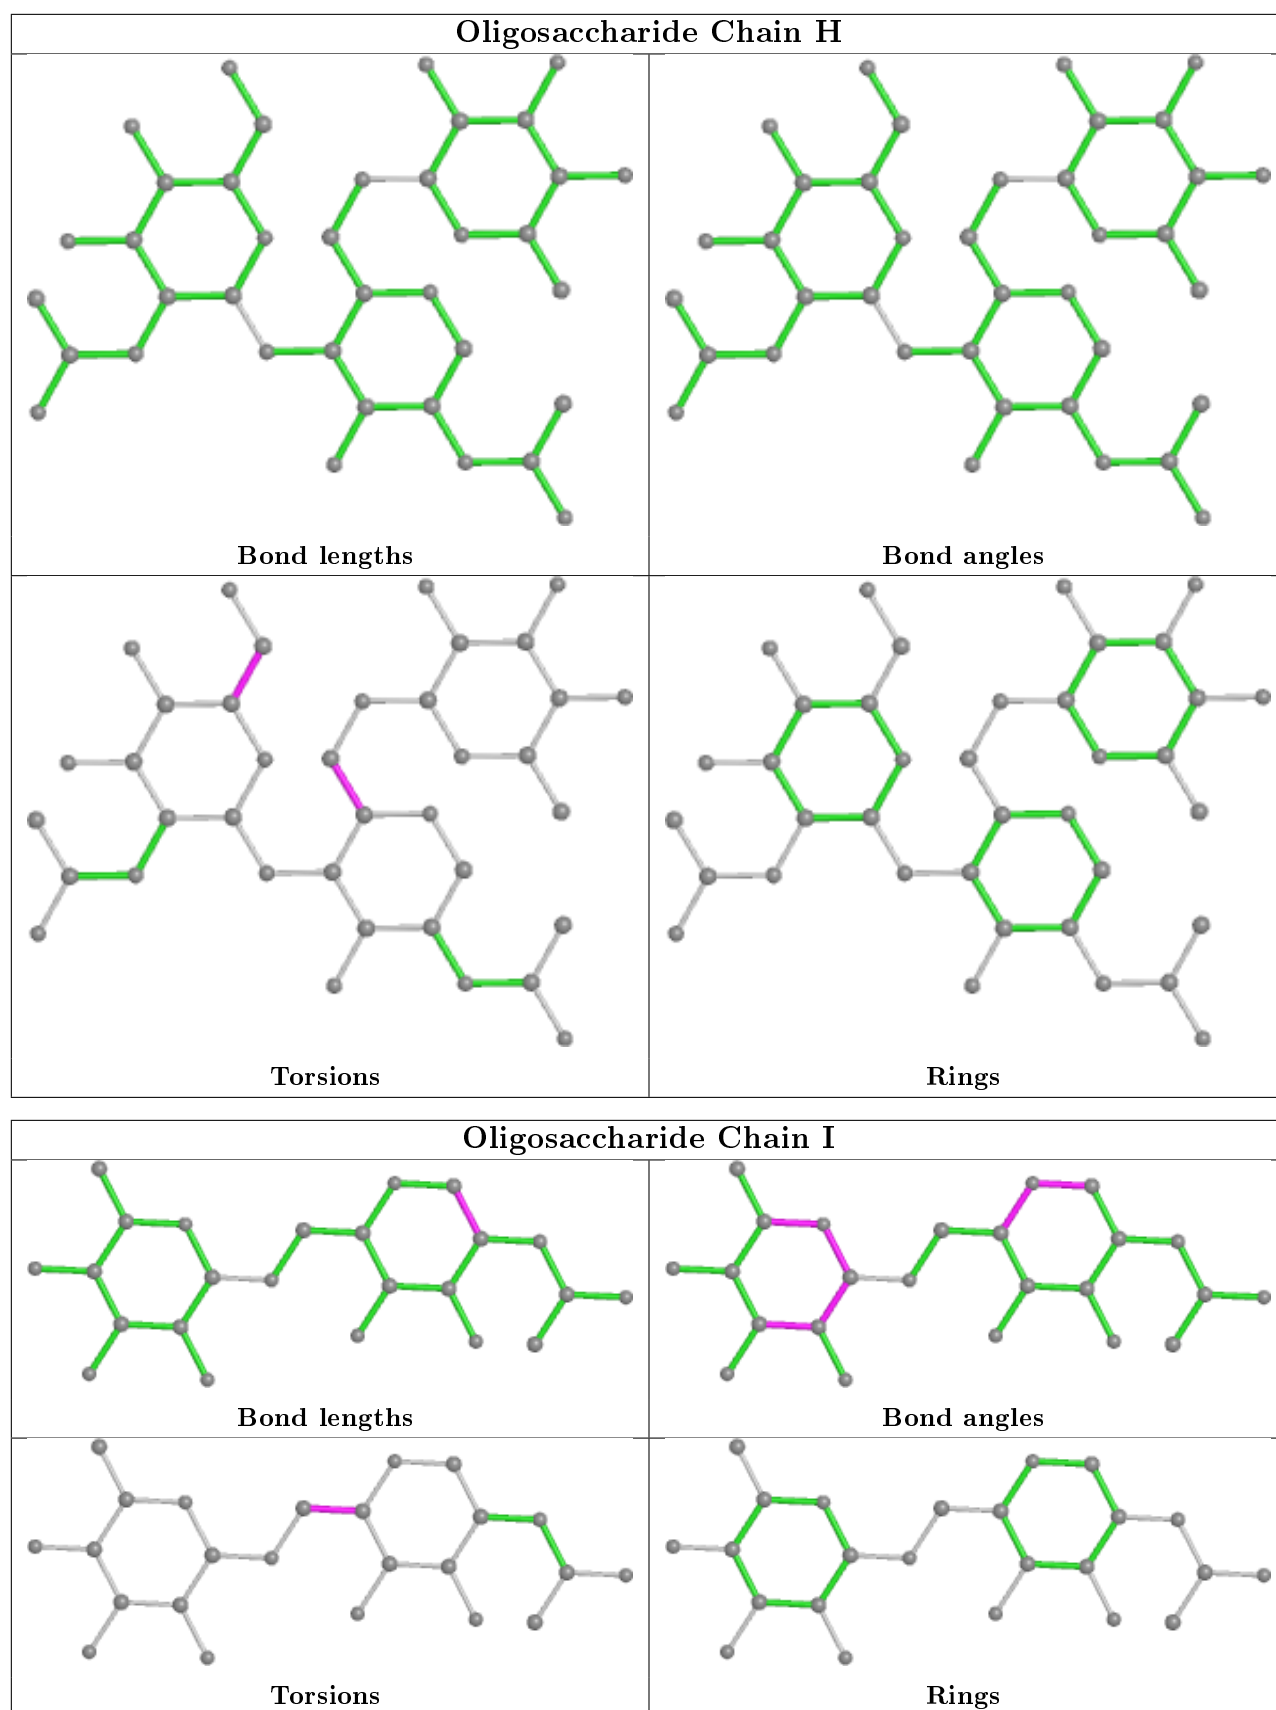 Oligosaccharide Chain H
Bond lengths
Bond angles
Torsions
Rings
Oligosaccharide Chain I
Bond lengths
Bond angles
Torsions
Rings